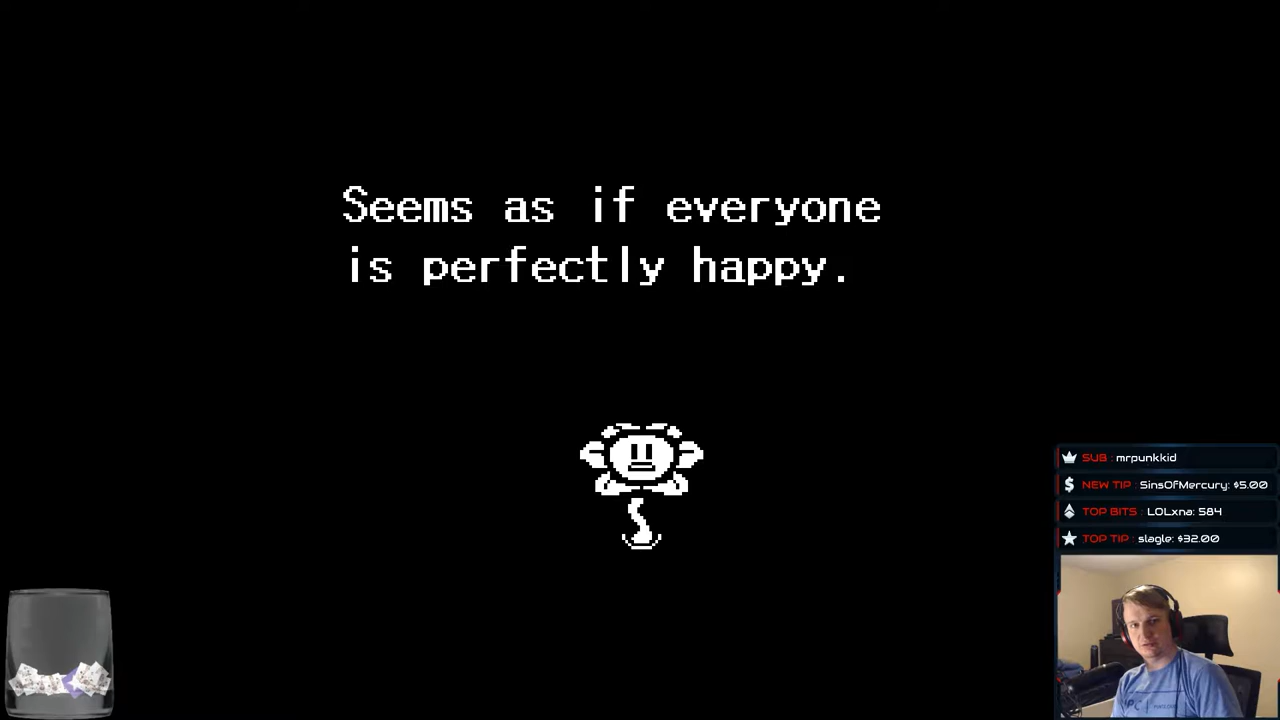 Seems as if everyone
is perfectly happy.
SUB : mrpunkkid
NEW TIP : SinsOfMercury: $5.00
TOP BITS : LOLxna: 584
TOP TIP : slagle: $32.00